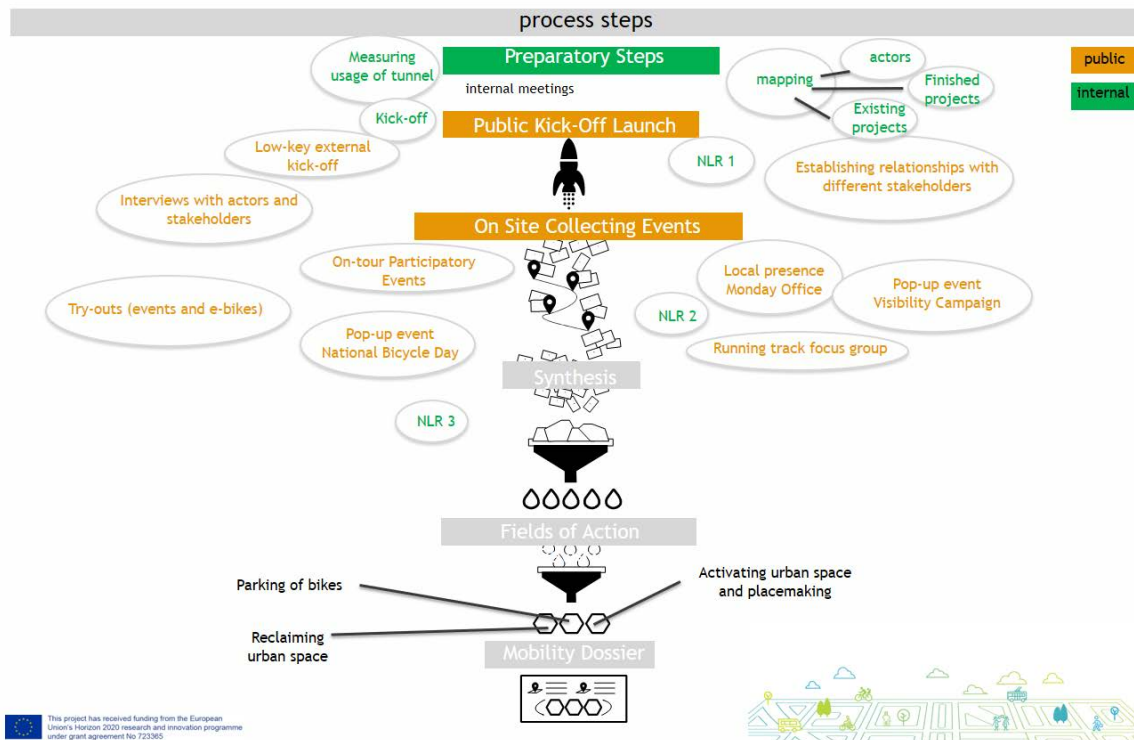 process steps
Measuring
usage of tunnel
Preparatory Steps
internal meetings
mapping
actors
Finished
projects
Existing
projects
public
internal
Kick-off
Public Kick-Off Launch
Low-key external
kick-off
NLR 1
Establishing relationships with
different stakeholders
Interviews with actors and
stakeholders
On Site Collecting Events
On-tour Participatory
Events
Local presence
Monday Office
Pop-up event
Visibility Campaign
Try-outs (events and e-bikes)
NLR 2
Pop-up event
National Bicycle Day
Running track focus group
Synthesis
NLR 3
Fields of Action
Parking of bikes
Activating urban space
and placemaking
Reclaiming
urban space
Mobility Dossier
This project has received funding from the European
Union's Horizon 2020 research and innovation programme
under grant agreement No 723365